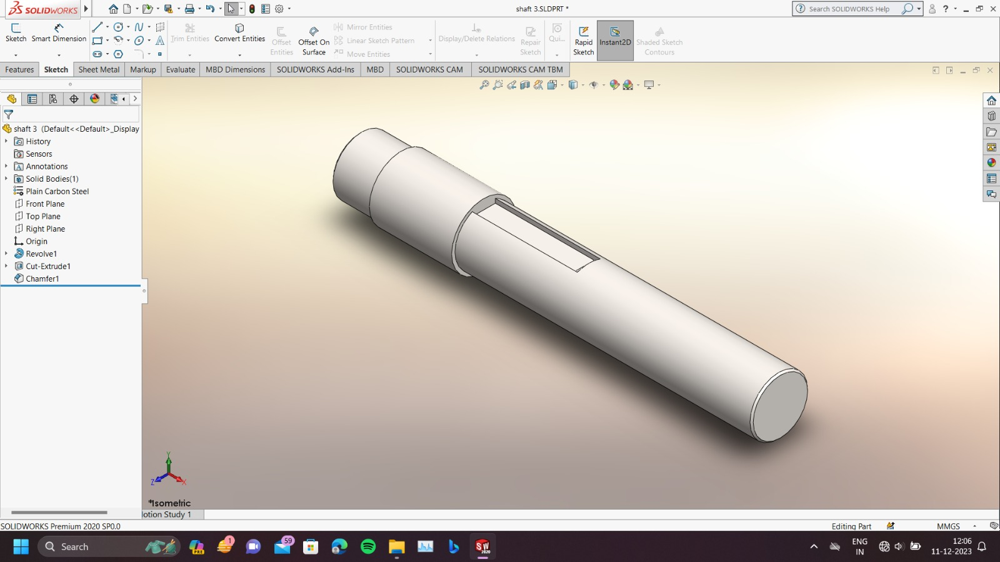 SOLIDWORKS
shaft 3.SLDPRT *
Search SOLIDWORKS Help
?
Sketch
Smart Dimension
Trim Entities
Convert Entities
Offset Entities
Offset On Surface
Mirror Entities
Linear Sketch Pattern
Move Entities
Display/Delete Relations
Repair Sketch
Qui...
Rapid Sketch
Instant2D
Shaded Sketch Contours
Features
Sketch
Sheet Metal
Markup
Evaluate
MBD Dimensions
SOLIDWORKS Add-Ins
MBD
SOLIDWORKS CAM
SOLIDWORKS CAM TBM
shaft 3 (Default<<Default>_Display
History
Sensors
Annotations
Solid Bodies(1)
Plain Carbon Steel
Front Plane
Top Plane
Right Plane
Origin
Revolve1
Cut-Extrude1
Chamfer1
Y
Z
X
*Isometric
otion Study 1
SOLIDWORKS Premium 2020 SP0.0
Editing Part
MMGS
Search
PRE
1
59
SW
2020
ENG
IN
12:06
11-12-2023